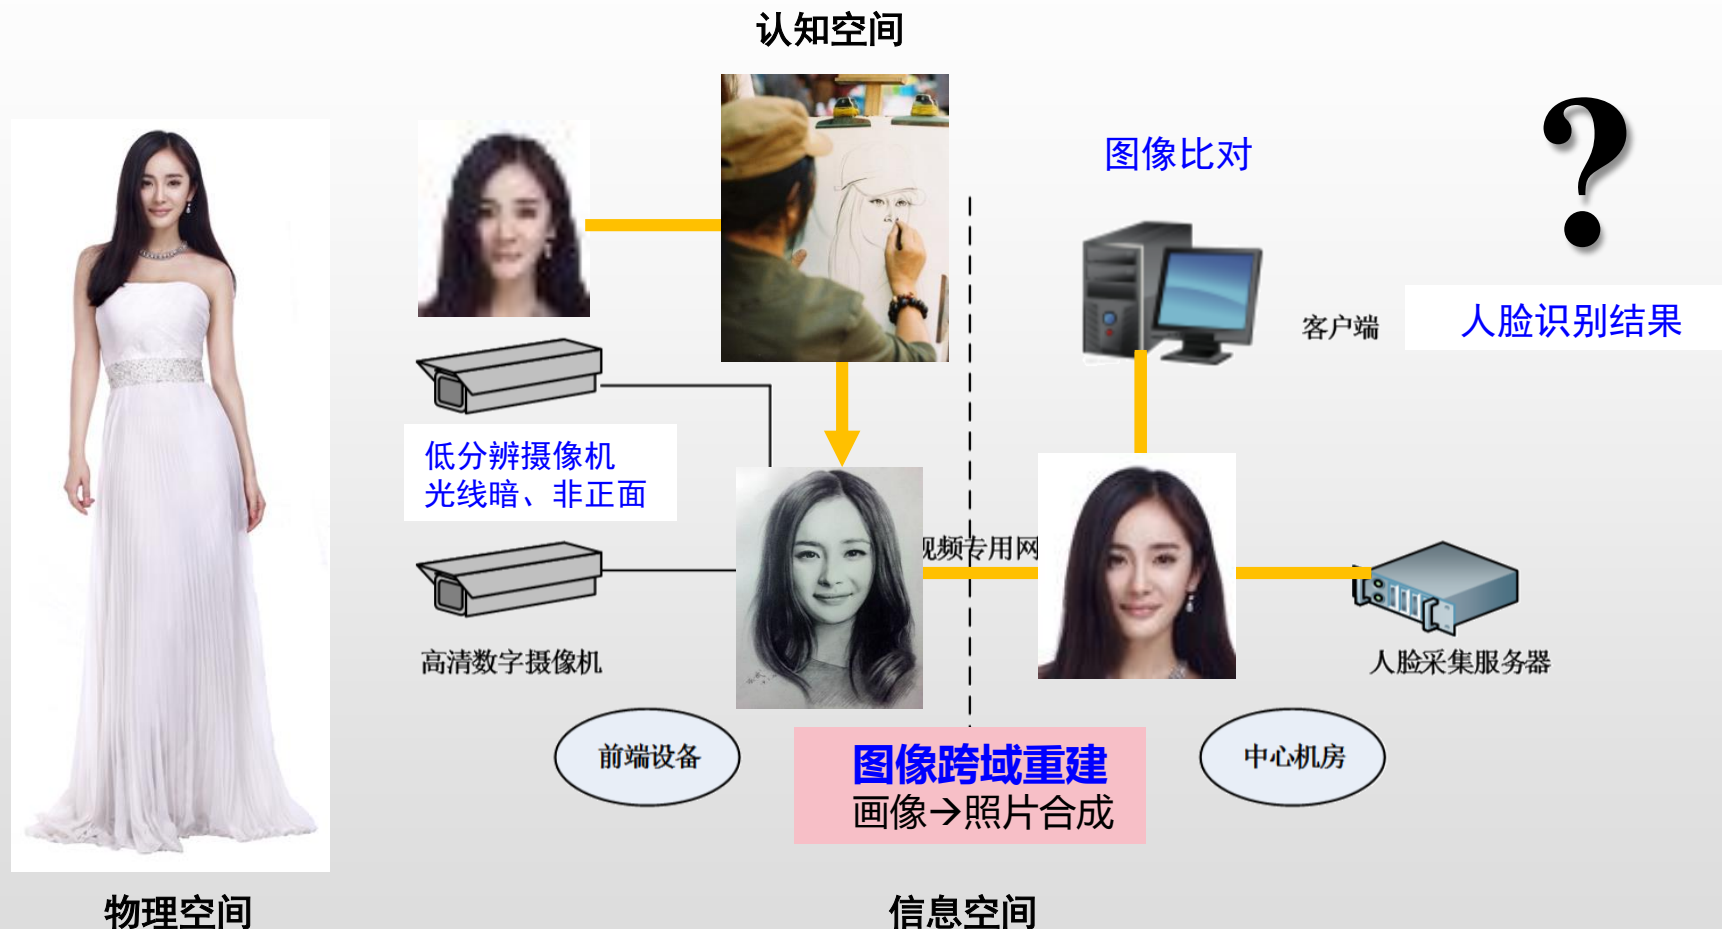 认知空间
图像比对
?
客户端
人脸识别结果
低分辨摄像机
光线暗、非正面
视频专用网
高清数字摄像机
人脸采集服务器
前端设备
中心机房
图像跨域重建
画像→照片合成
物理空间
信息空间